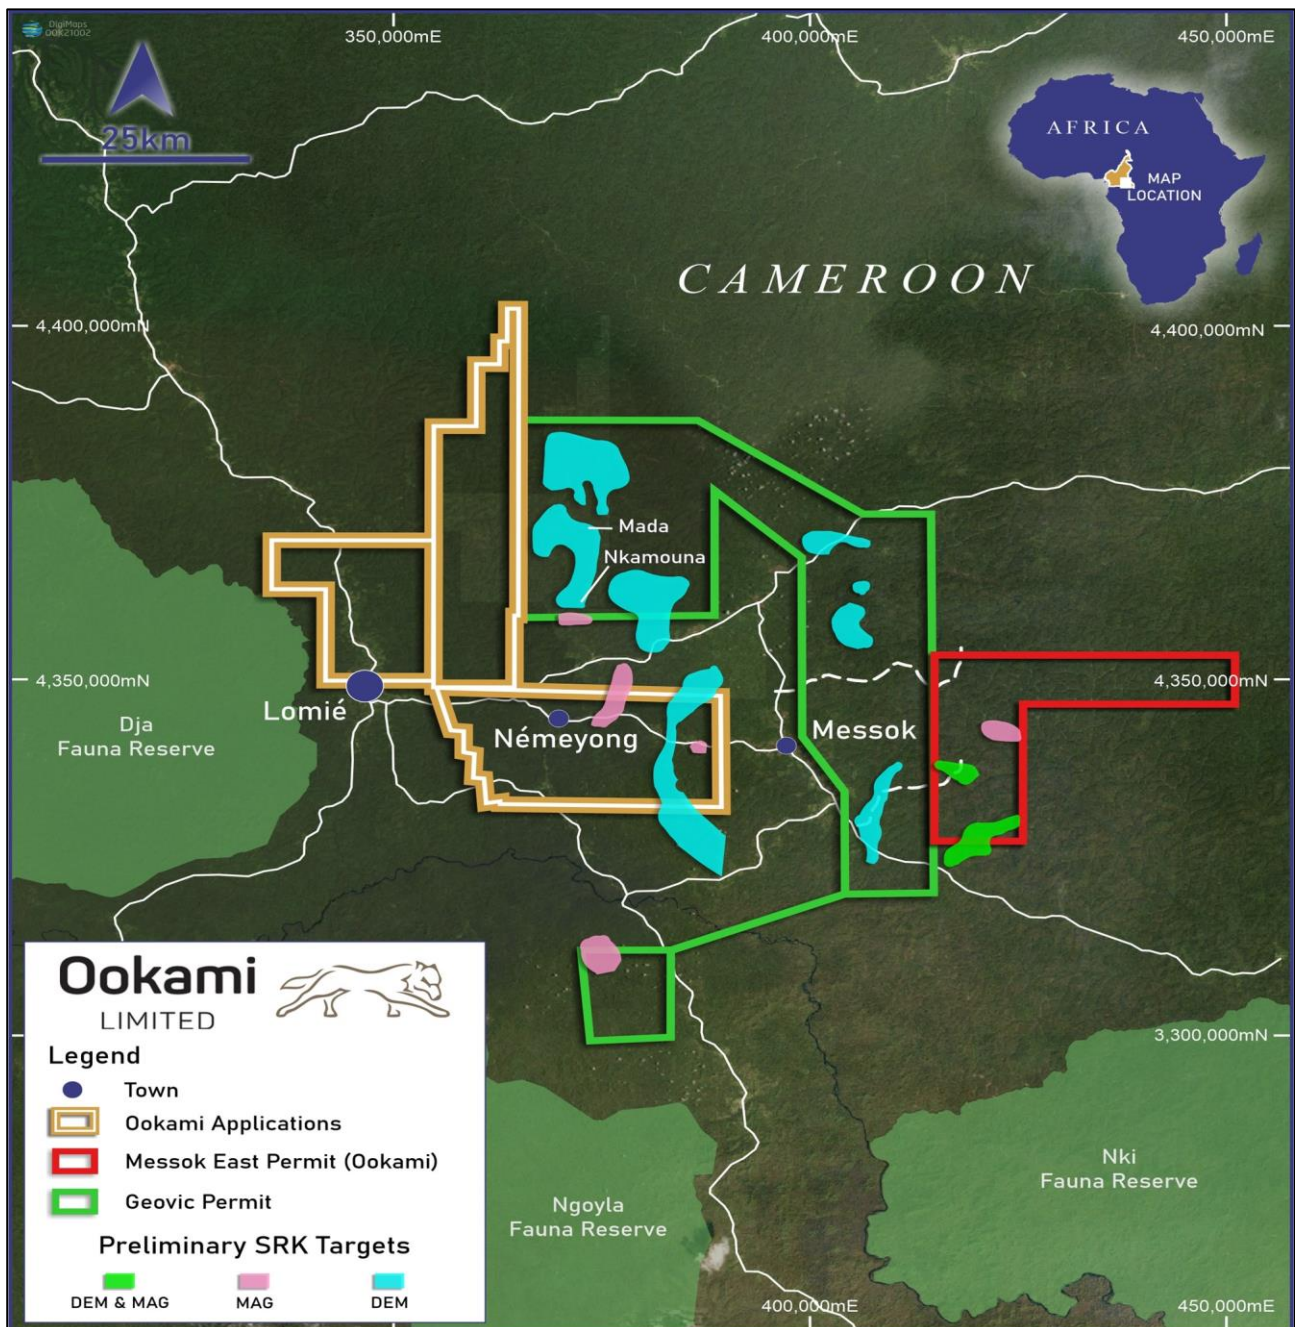 DigiMaps
OOK21002
350,000mE
400,000mE
450,000mE
25km
AFRICA
MAP
LOCATION
CAMEROON
4,400,000mN
4,400,000mN
Mada
Nkamouna
4,350,000mN
4,350,000mN
Lomié
Némeyong
Messok
Dja
Fauna Reserve
Ookami
LIMITED
Legend
Town
Ookami Applications
Messok East Permit (Ookami)
Geovic Permit
Preliminary SRK Targets
DEM & MAG
MAG
DEM
3,300,000mN
Nki
Fauna Reserve
Ngoyla
Fauna Reserve
400,000mE
450,000mE